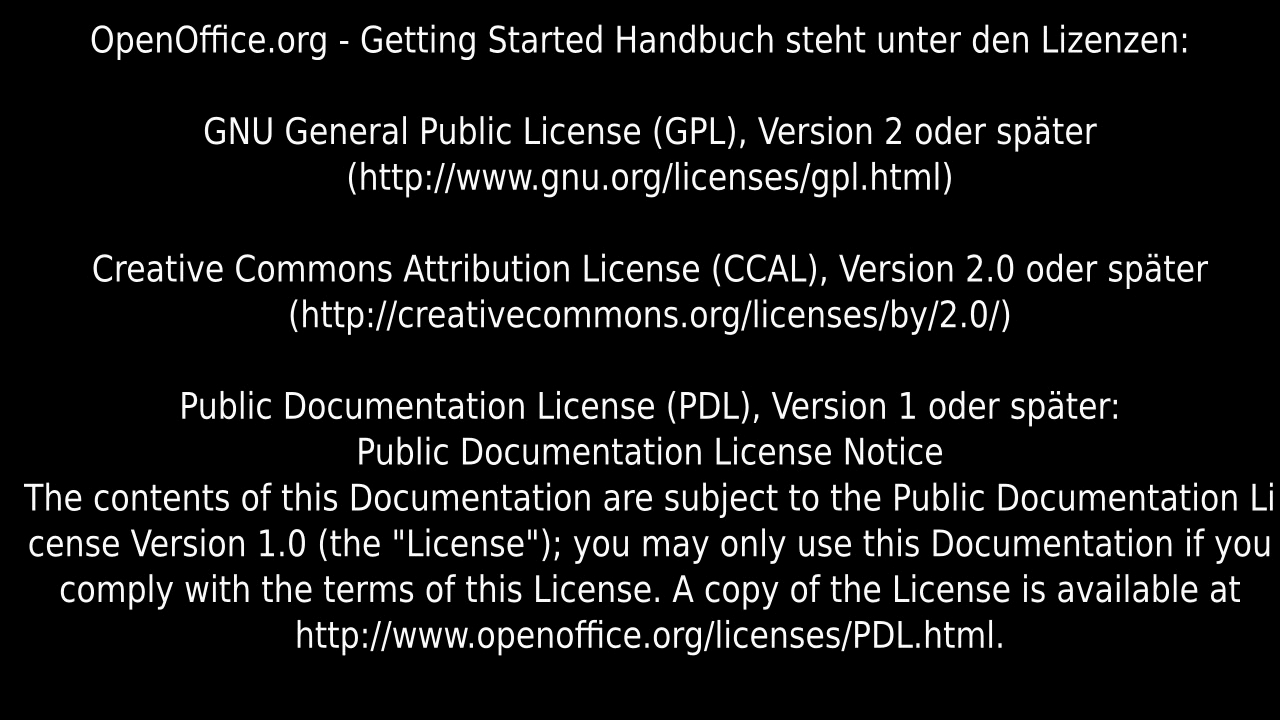 OpenOffice.org - Getting Started Handbuch steht unter den Lizenzen:
GNU General Public License (GPL), Version 2 oder später
(http://www.gnu.org/licenses/gpl.html)
Creative Commons Attribution License (CCAL), Version 2.0 oder später
(http://creativecommons.org/licenses/by/2.0/)
Public Documentation License (PDL), Version 1 oder später:
Public Documentation License Notice
The contents of this Documentation are subject to the Public Documentation Li
cense Version 1.0 (the "License"); you may only use this Documentation if you
comply with the terms of this License. A copy of the License is available at
http://www.openoffice.org/licenses/PDL.html.